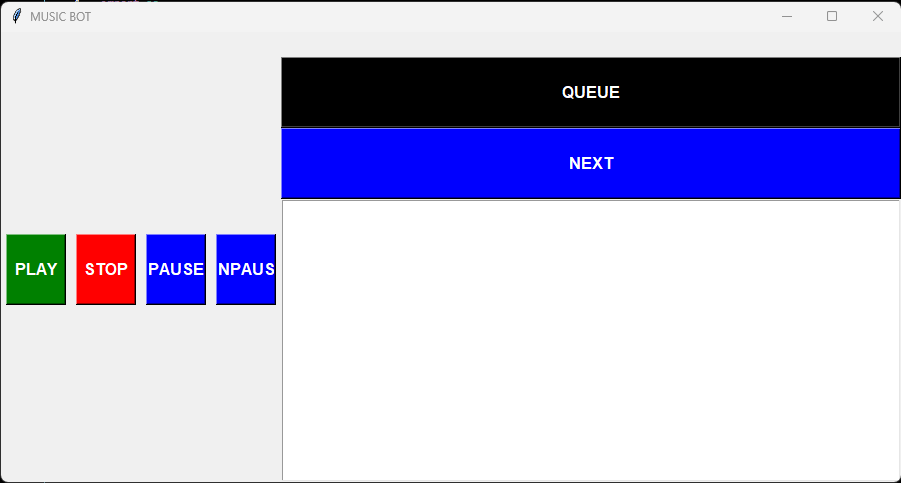 MUSIC BOT
QUEUE
NEXT
PLAY STOP PAUSE NPAUS